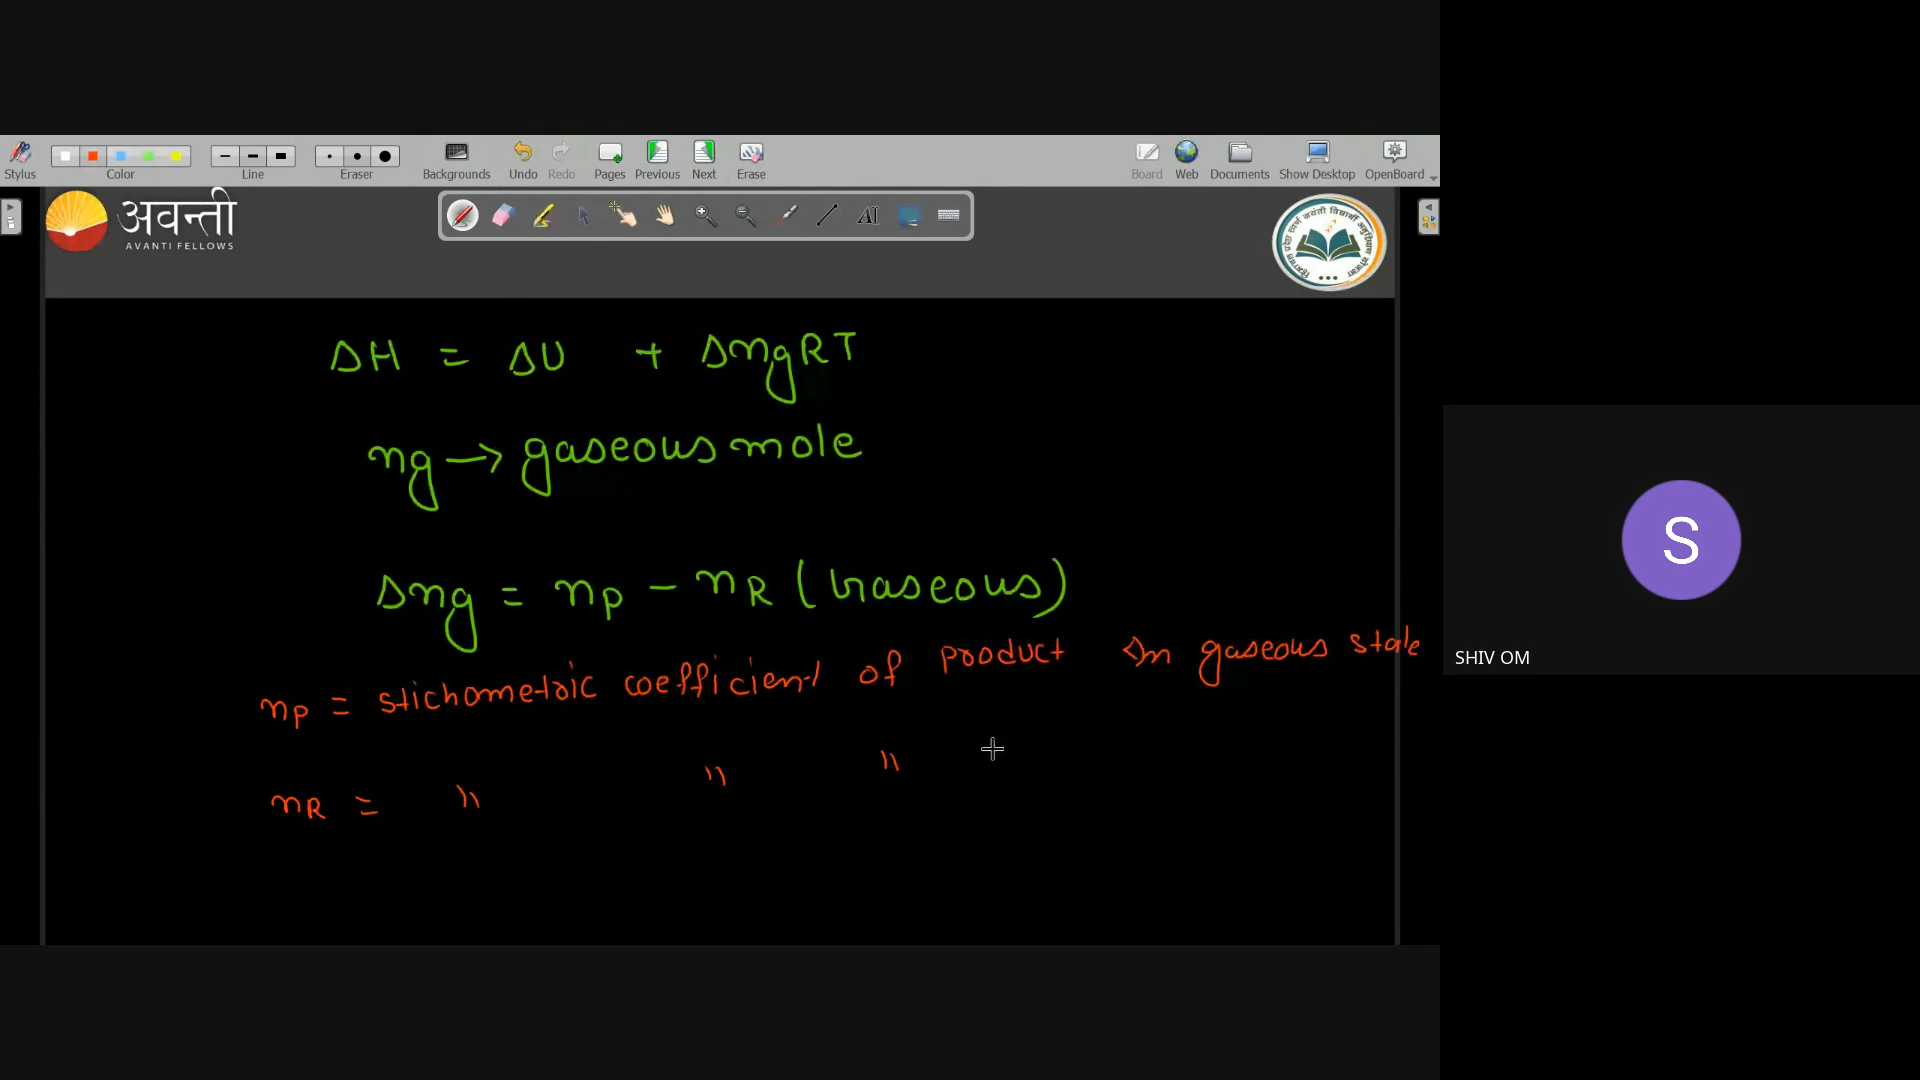 Stylus Color Line Eraser Backgrounds Undo Redo Pages Previous Next Erase Board Web Documents Show Desktop OpenBoard
अवन्ती
AVANTI FELLOWS
ΔH = ΔU + ΔngRT
ng → gaseous mole
Δng = nP - nR (Gaseous)
nP = stichometric coefficient of product In gaseous state
nR = " " "
S
SHIV OM